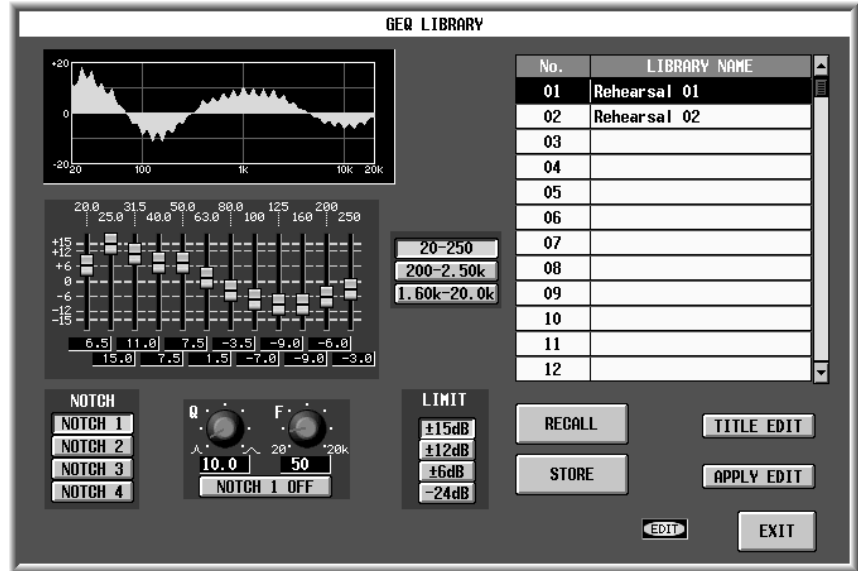 GEQ LIBRARY
+20
0
-20
20
100
1k
10k
20k
20.0 31.5 50.0 80.0 125 200
25.0 40.0 63.0 100 160 250
+15
+12
+6
0
-6
-12
-15
6.5 11.0 7.5 -3.5 -9.0 -6.0
15.0 7.5 1.5 -7.0 -9.0 -3.0
20-250
200-2.50k
1.60k-20.0k
No. LIBRARY NAME
01 Rehearsal 01
02 Rehearsal 02
03
04
05
06
07
08
09
10
11
12
NOTCH
NOTCH 1
NOTCH 2
NOTCH 3
NOTCH 4
Q F
20 20k
10.0 50
NOTCH 1 OFF
LIMIT
±15dB
±12dB
±6dB
-24dB
RECALL
TITLE EDIT
STORE
APPLY EDIT
EDIT
EXIT